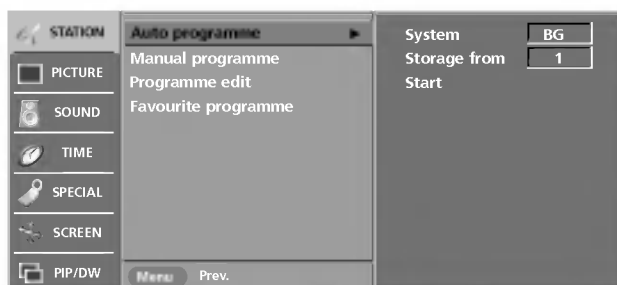 STATION
PICTURE
SOUND
TIME
SPECIAL
SCREEN
PIP/DW
Auto programme
Manual programme
Programme edit
Favourite programme
Menu Prev.
System BG
Storage from 1
Start